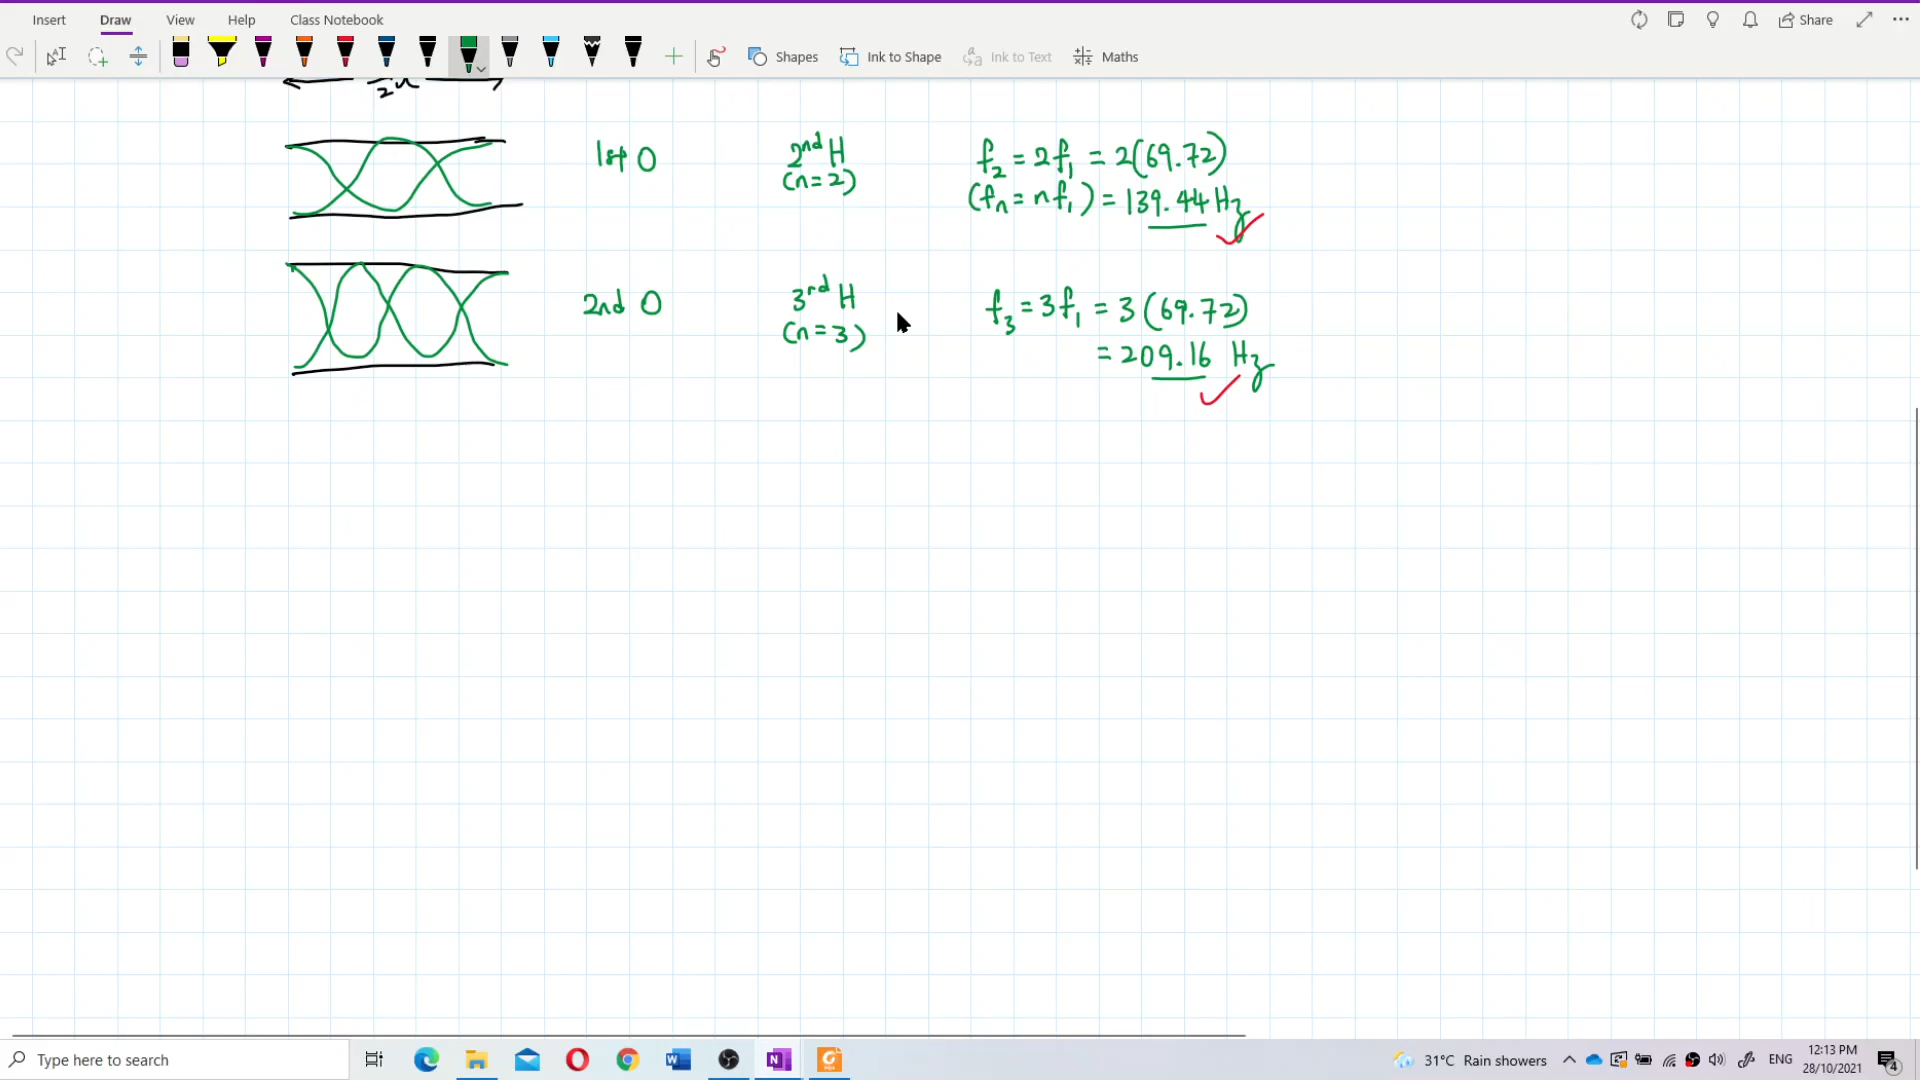 Insert Draw View Help Class Notebook Share
Shapes Ink to Shape Ink to Text Maths
2
1st O 2nd H f2 = 2f1 = 2(69.72)
(n=2) (fn = nf1) = 139.44 Hz
2nd O 3rd H f3 = 3f1 = 3 (69.72)
(n=3) = 209.16 Hz
Type here to search 31°C Rain showers ENG 12:13 PM
28/10/2021 4